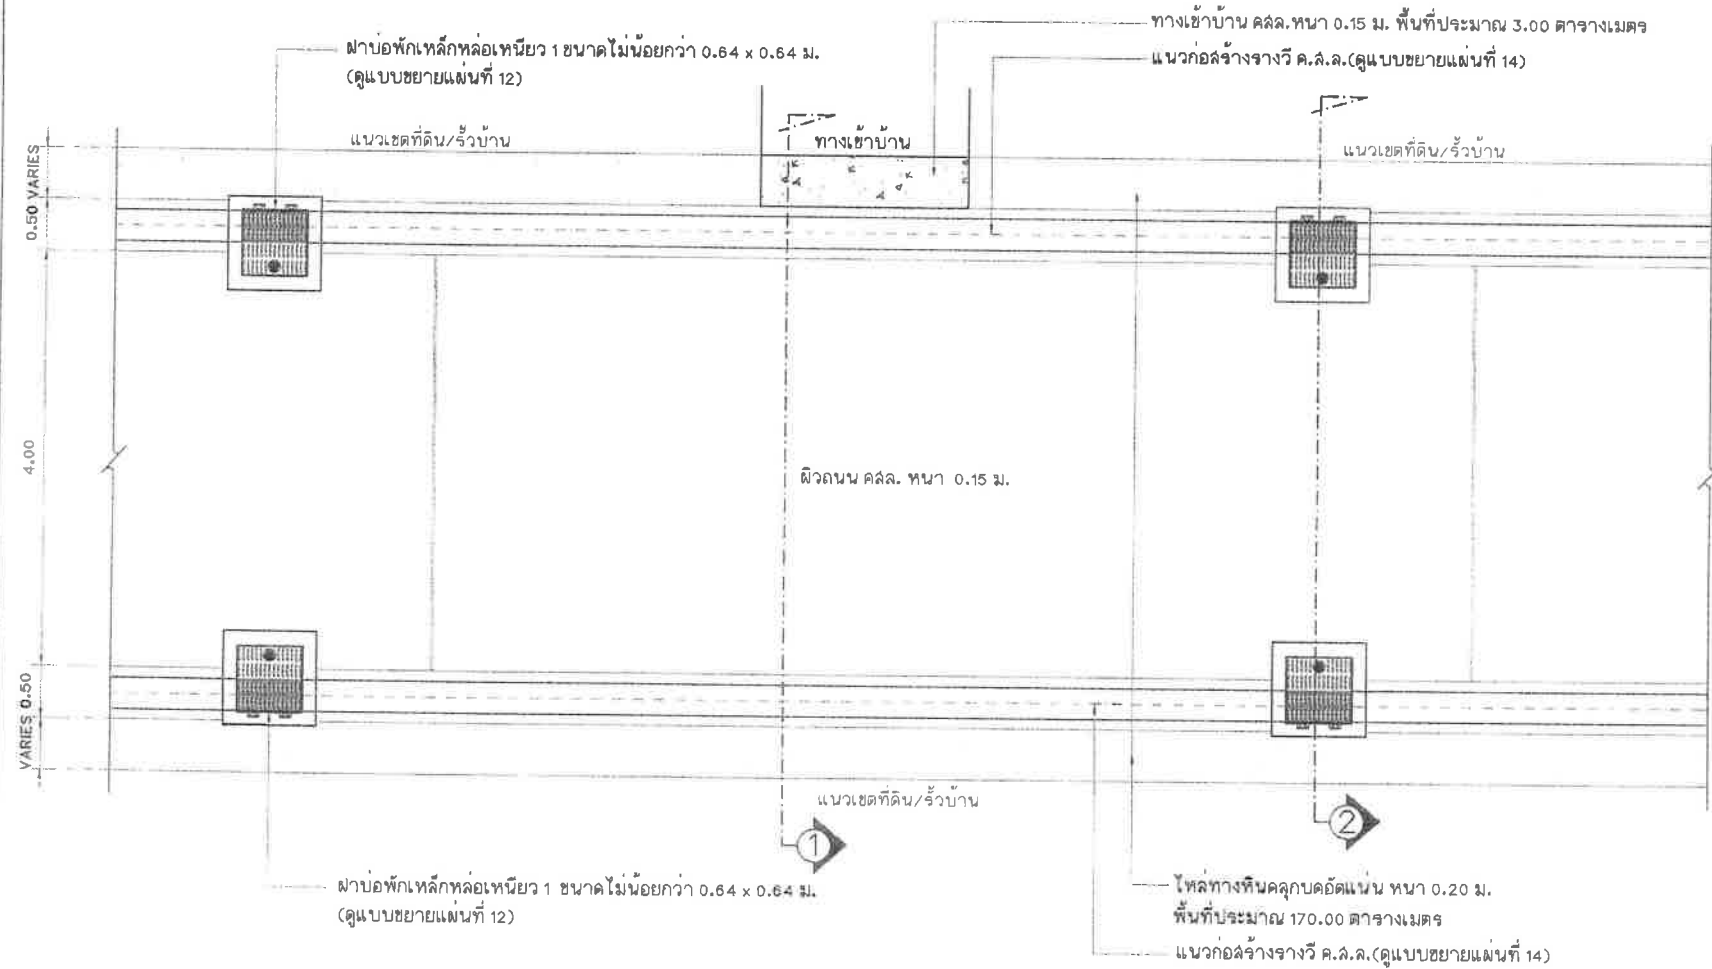 ทางเข้าบ้าน คสล.หนา 0.15 ม. พื้นที่ประมาณ 3.00 ตารางเมตร
ฝาบ่อพักเหล็กหล่อเหนียว 1 ขนาดไม่น้อยกว่า 0.64 x 0.64 ม.
(ดูแบบขยายแผ่นที่ 12)
แนวก่อสร้างรางวี ค.ส.ล.(ดูแบบขยายแผ่นที่ 14)
แนวเขตที่ดิน/รั้วบ้าน
ทางเข้าบ้าน
แนวเขตที่ดิน/รั้วบ้าน
0.50 VARIES
4.00
ผิวถนน คสล. หนา 0.15 ม.
VARIES 0.50
แนวเขตที่ดิน/รั้วบ้าน
1
2
ฝาบ่อพักเหล็กหล่อเหนียว 1 ขนาดไม่น้อยกว่า 0.64 x 0.64 ม.
(ดูแบบขยายแผ่นที่ 12)
ไหล่ทางหินคลุกบดอัดแน่น หนา 0.20 ม.
พื้นที่ประมาณ 170.00 ตารางเมตร
แนวก่อสร้างรางวี ค.ส.ล.(ดูแบบขยายแผ่นที่ 14)